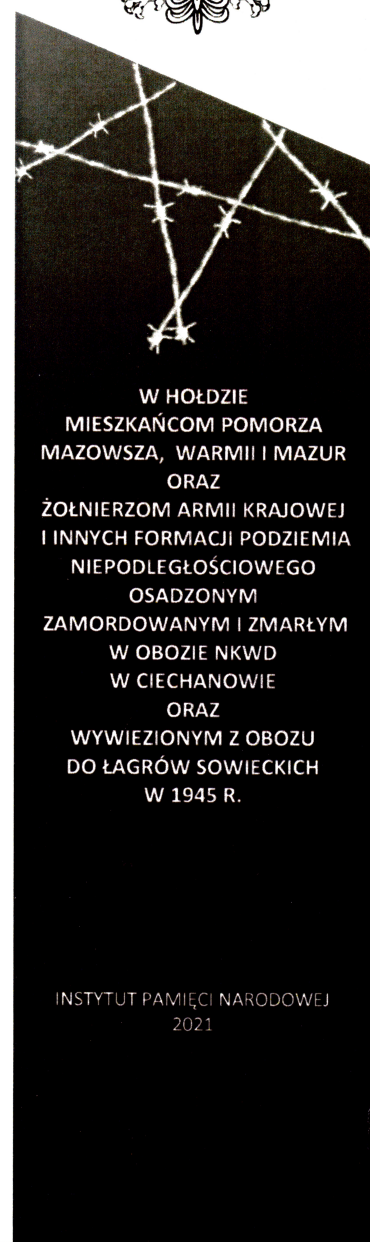 W HOŁDZIE
MIESZKAŃCOM POMORZA
MAZOWSZA, WARMII I MAZUR
ORAZ
ŻOŁNIERZOM ARMII KRAJOWEJ
I INNYCH FORMACJI PODZIEMIA
NIEPODLEGŁOŚCIOWEGO
OSADZONYM
ZAMORDOWANYM I ZMARŁYM
W OBOZIE NKWD
W CIECHANOWIE
ORAZ
WYWIEZIONYM Z OBOZU
DO ŁAGRÓW SOWIECKICH
W 1945 R.
INSTYTUT PAMIĘCI NARODOWEJ
2021